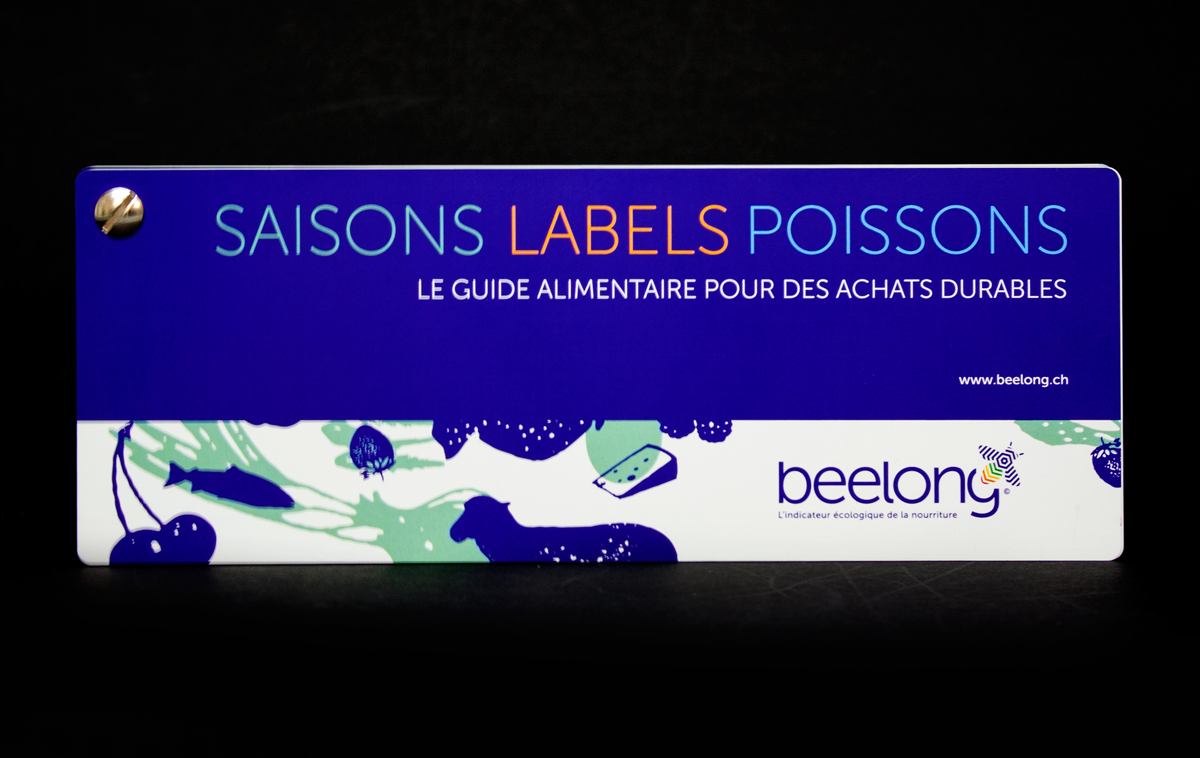 SAISONS LABELS POISSONS
LE GUIDE ALIMENTAIRE POUR DES ACHATS DURABLES
www.beelong.ch
beelong©
L'indicateur écologique de la nourriture